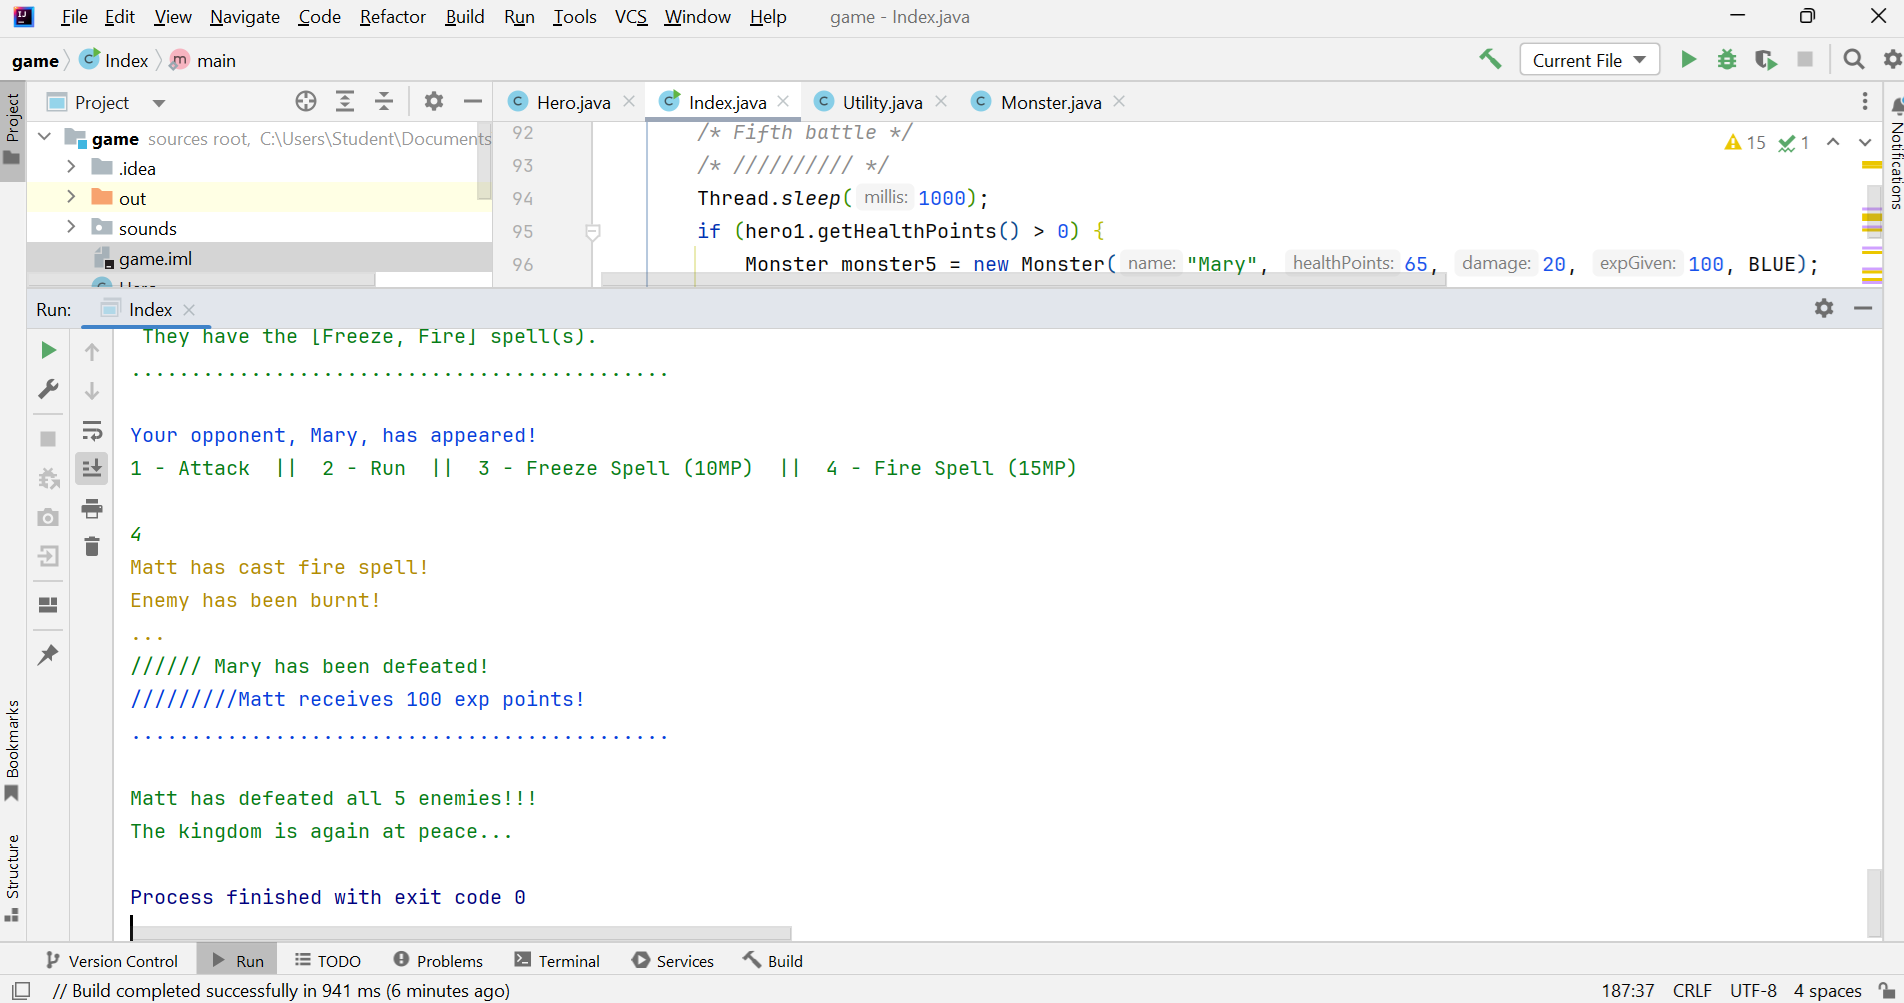 File Edit View Navigate Code Refactor Build Run Tools VCS Window Help game - Index.java
game Index main
Current File
Project
Project
Hero.java Index.java Utility.java Monster.java
Notifications
game sources root, C:\Users\Student\Documents
.idea
out
sounds
game.iml
Hero
92 /* Fifth battle */
93 /* ////////// */
94 Thread.sleep( millis: 1000);
95 if (hero1.getHealthPoints() > 0) {
96 Monster monster5 = new Monster( name: "Mary", healthPoints: 65, damage: 20, expGiven: 100, BLUE);
15 1
Run: Index
They have the [Freeze, Fire] spell(s).
.............................................
Your opponent, Mary, has appeared!
1 - Attack || 2 - Run || 3 - Freeze Spell (10MP) || 4 - Fire Spell (15MP)
4
Matt has cast fire spell!
Enemy has been burnt!
...
////// Mary has been defeated!
/////////Matt receives 100 exp points!
.............................................
Matt has defeated all 5 enemies!!!
The kingdom is again at peace...
Process finished with exit code 0
Bookmarks
Structure
Version Control Run TODO Problems Terminal Services Build
// Build completed successfully in 941 ms (6 minutes ago) 187:37 CRLF UTF-8 4 spaces